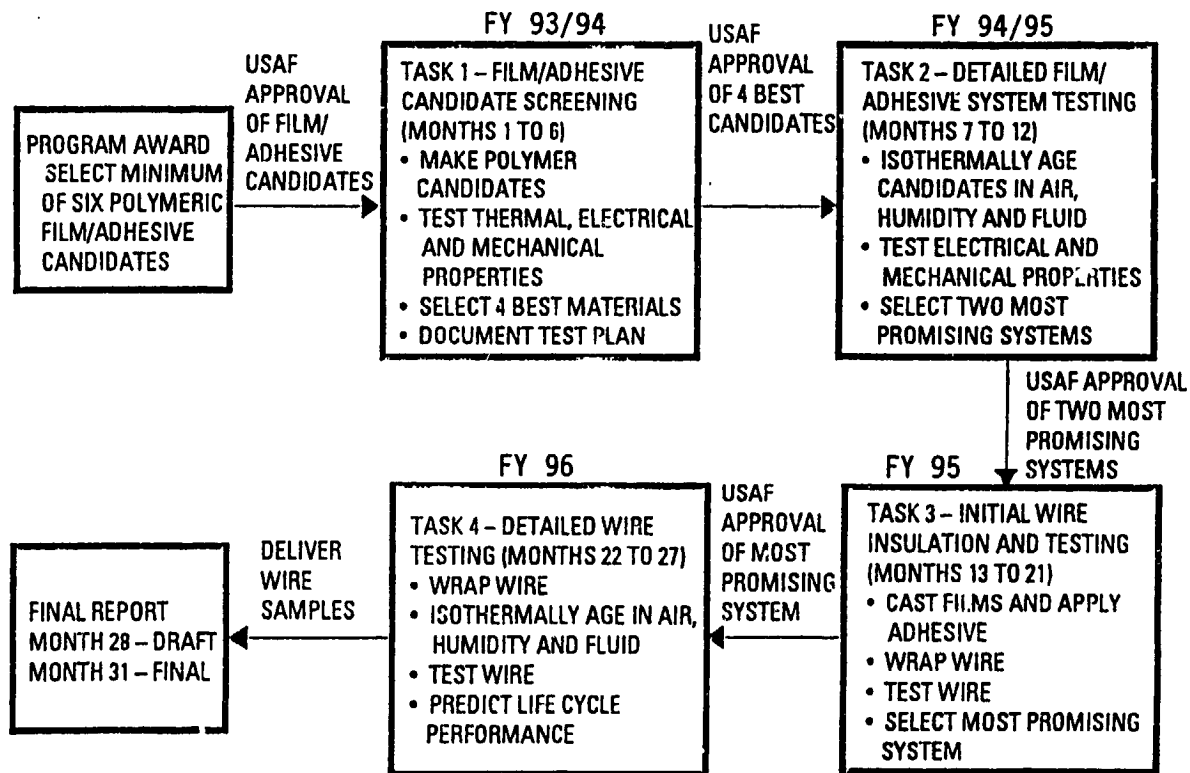 PROGRAM AWARD
SELECT MINIMUM
OF SIX POLYMERIC
FILM/ADHESIVE
CANDIDATES
USAF
APPROVAL
OF FILM/
ADHESIVE
CANDIDATES
FY 93/94
TASK 1 – FILM/ADHESIVE
CANDIDATE SCREENING
(MONTHS 1 TO 6)
• MAKE POLYMER
CANDIDATES
• TEST THERMAL, ELECTRICAL
AND MECHANICAL
PROPERTIES
• SELECT 4 BEST MATERIALS
• DOCUMENT TEST PLAN
USAF
APPROVAL
OF 4 BEST
CANDIDATES
FY 94/95
TASK 2 – DETAILED FILM/
ADHESIVE SYSTEM TESTING
(MONTHS 7 TO 12)
• ISOTHERMALLY AGE
CANDIDATES IN AIR,
HUMIDITY AND FLUID
• TEST ELECTRICAL AND
MECHANICAL PROPERTIES
• SELECT TWO MOST
PROMISING SYSTEMS
USAF APPROVAL
OF TWO MOST
PROMISING
SYSTEMS
FY 95
TASK 3 – INITIAL WIRE
INSULATION AND TESTING
(MONTHS 13 TO 21)
• CAST FILMS AND APPLY
ADHESIVE
• WRAP WIRE
• TEST WIRE
• SELECT MOST PROMISING
SYSTEM
USAF
APPROVAL
OF MOST
PROMISING
SYSTEM
FY 96
TASK 4 – DETAILED WIRE
TESTING (MONTHS 22 TO 27)
• WRAP WIRE
• ISOTHERMALLY AGE IN AIR,
HUMIDITY AND FLUID
• TEST WIRE
• PREDICT LIFE CYCLE
PERFORMANCE
DELIVER
WIRE
SAMPLES
FINAL REPORT
MONTH 28 – DRAFT
MONTH 31 – FINAL